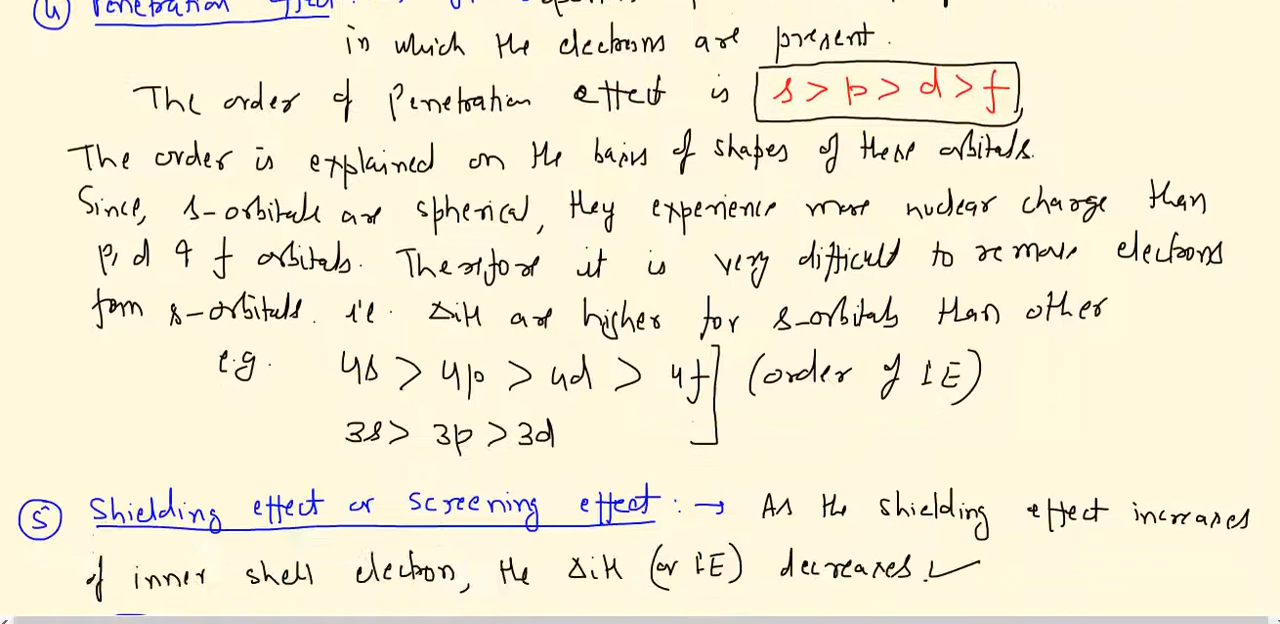 (4) Penetration effect : →
in which the electrons are present.
The order of Penetration effect is s > p > d > f
The order is explained on the basis of shapes of these orbitals.
Since, s-orbitals are spherical, they experience more nuclear charge than
p, d & f orbitals. Therefore it is very difficult to remove electrons
form s-orbitals. i.e. ΔiH are higher for s-orbitals than other
e.g. 4s > 4p > 4d > 4f ] (order of IE)
3s > 3p > 3d
(5) Shielding effect or screening effect : → As the shielding effect increases
of inner shell electron, the ΔiH (or IE) decreases.